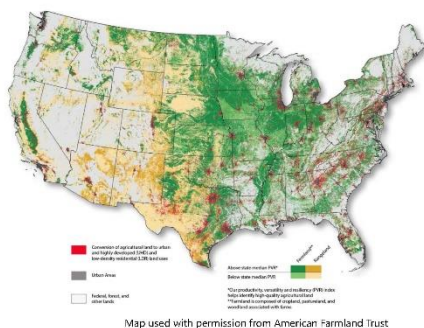 Conversion of agricultural land to urban
and highly developed (UHD) and
low-density residential (LDR) land uses
Urban Areas
Federal, forest, and
other lands
Farmland**
Rangeland
Above state median PVR*
Below state median PVR
*Our productivity, versatility and resiliency (PVR) index
helps identify high-quality agricultural land
**Farmland is composed of cropland, pastureland, and
woodland associated with farms
Map used with permission from American Farmland Trust